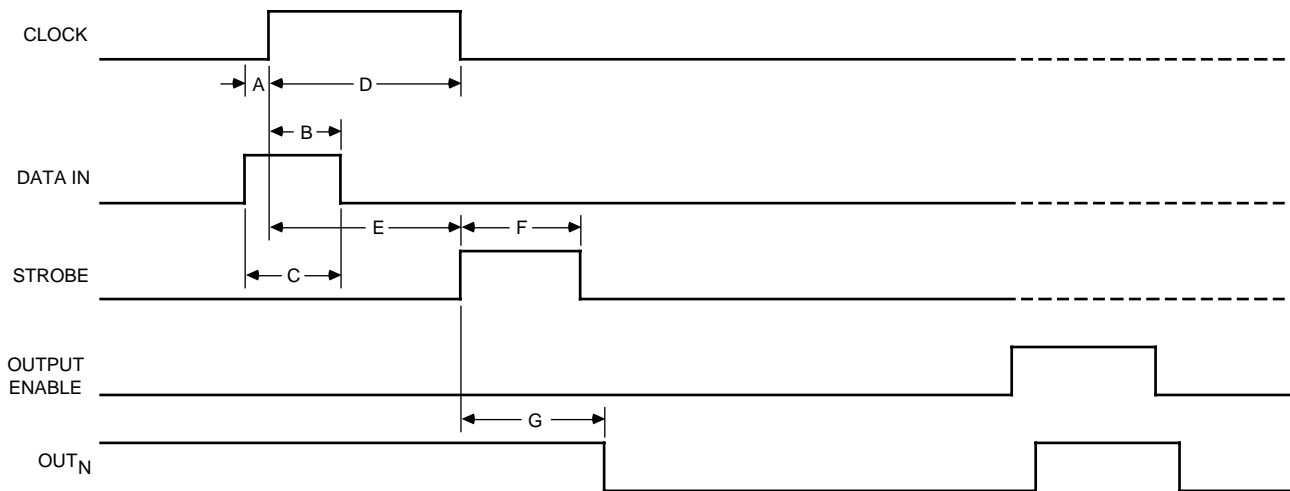 CLOCK
A
D
B
DATA IN
E
F
C
STROBE
OUTPUT
ENABLE
G
OUTN